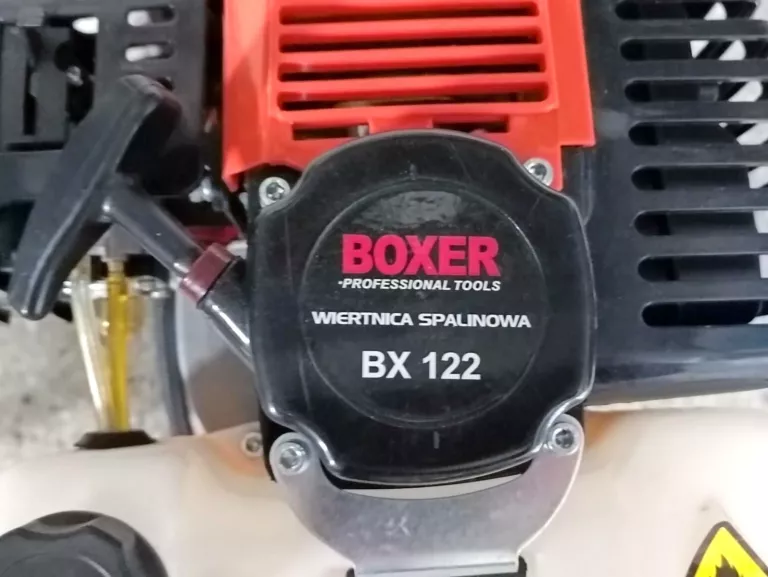 BOXER
PROFESSIONAL TOOLS
WIERTNICA SPALINOWA
BX 122